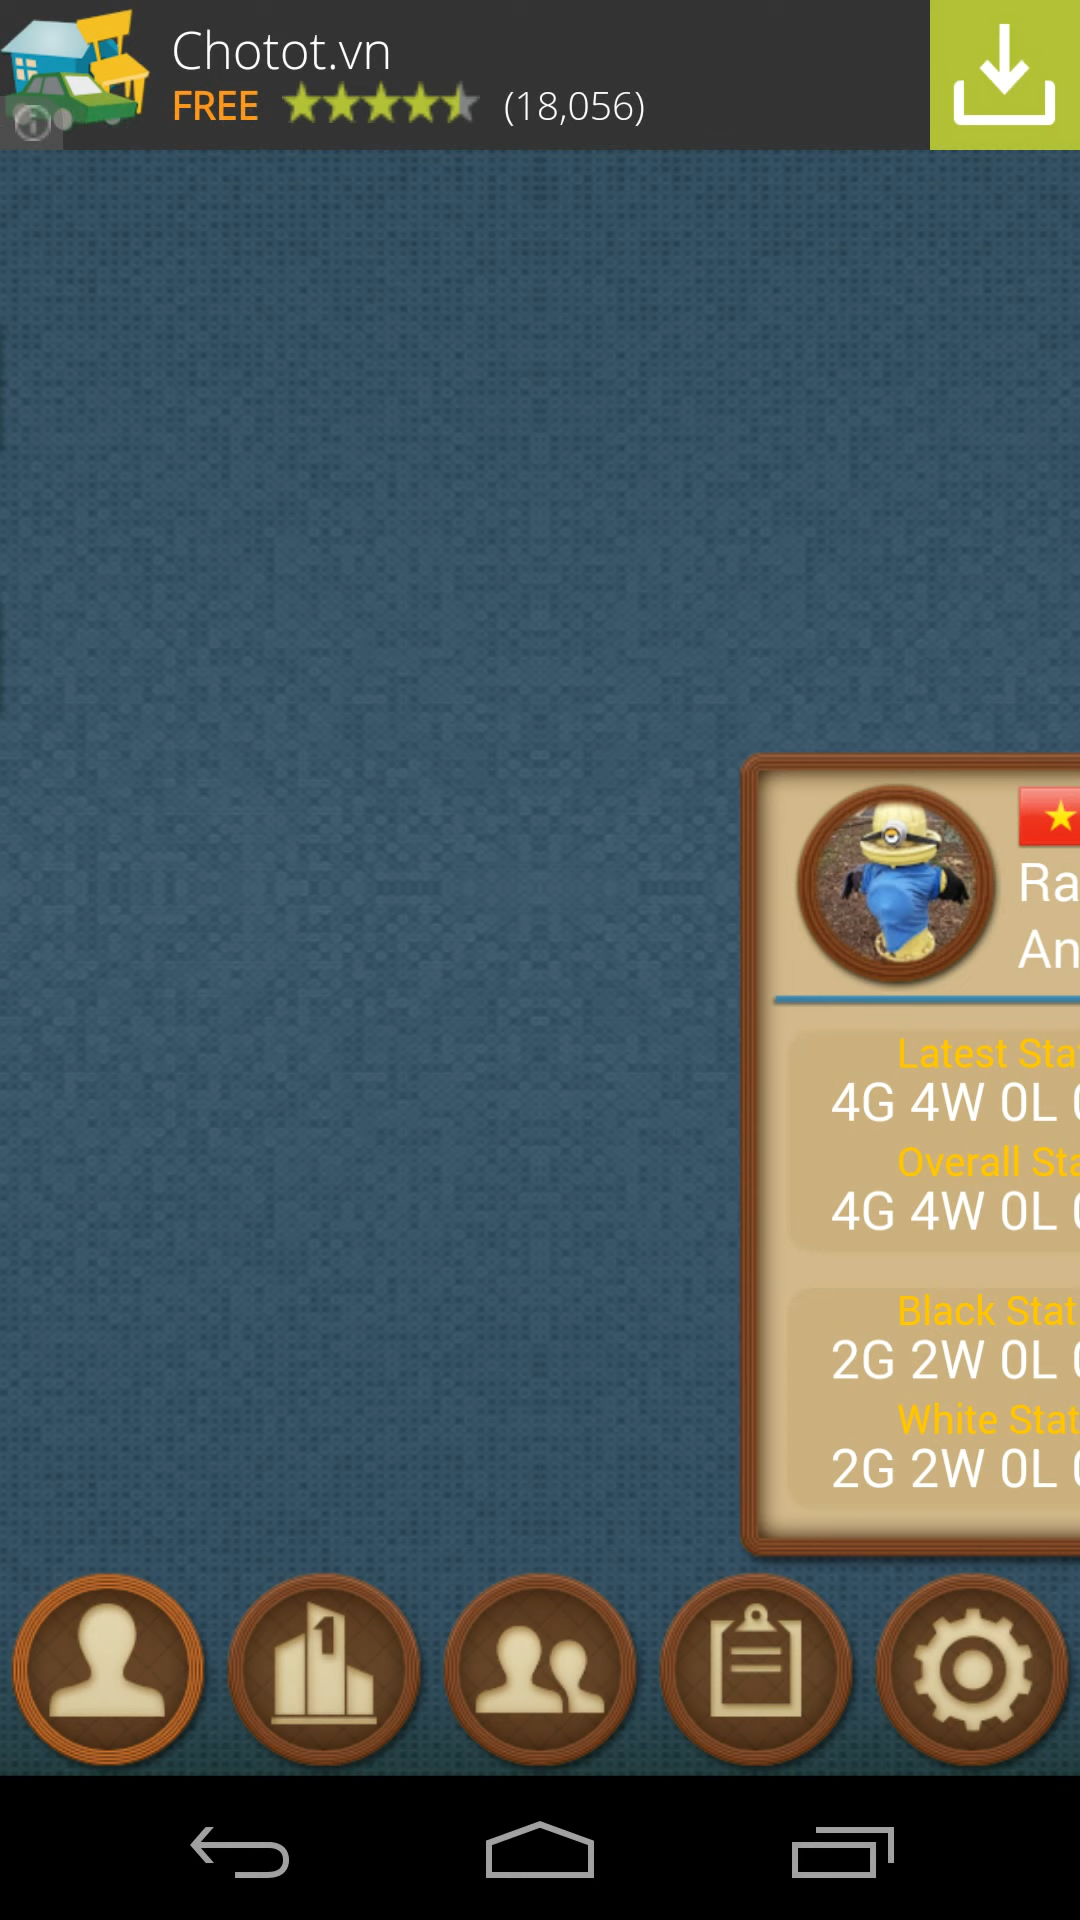 Chotot.vn
FREE (18,056)
Ra
An
Latest Sta
4G 4W 0L
Overall Sta
4G 4W 0L
Black Stat
2G 2W 0L
White Stat
2G 2W 0L